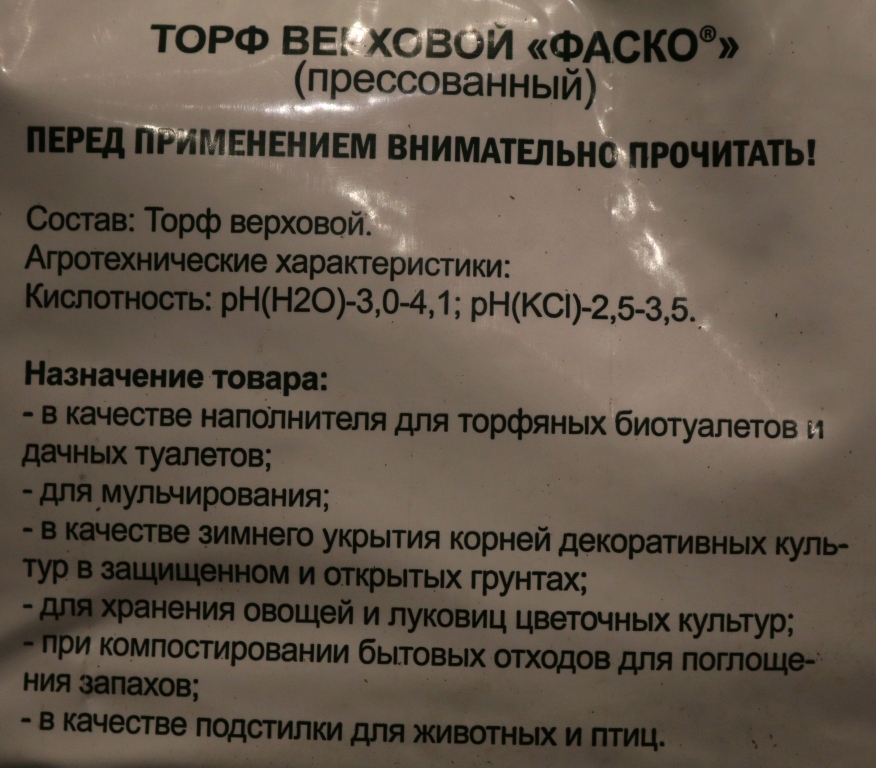 ТОРФ ВЕРХОВОЙ «ФАСКО®»
(прессованный)
ПЕРЕД ПРИМЕНЕНИЕМ ВНИМАТЕЛЬНО ПРОЧИТАТЬ!
Состав: Торф верховой.
Агротехнические характеристики:
Кислотность: pH(H2O)-3,0-4,1; pH(KCl)-2,5-3,5.
Назначение товара:
- в качестве наполнителя для торфяных биотуалетов и
дачных туалетов;
- для мульчирования;
- в качестве зимнего укрытия корней декоративных куль-
тур в защищенном и открытых грунтах;
- для хранения овощей и луковиц цветочных культур;
- при компостировании бытовых отходов для поглоще-
ния запахов;
- в качестве подстилки для животных и птиц.